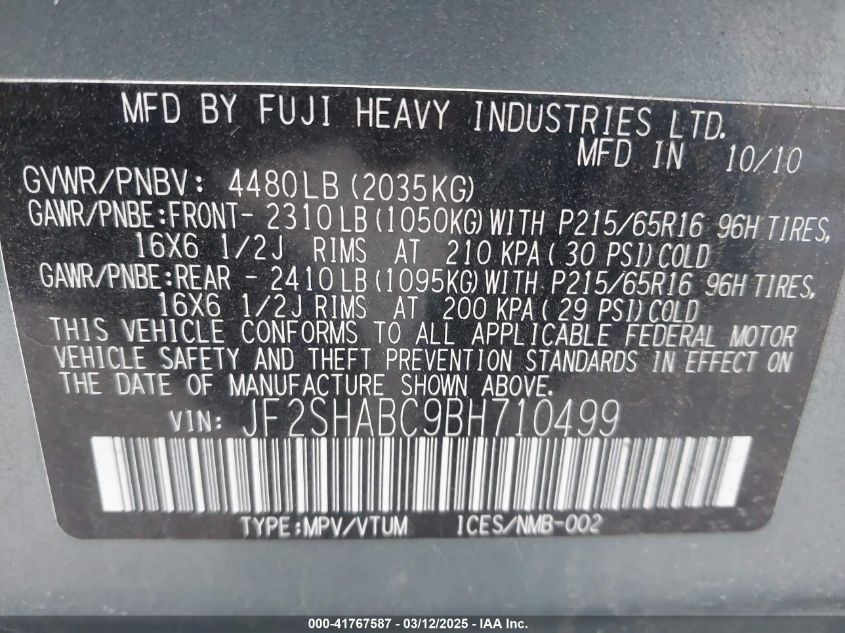 MFD BY FUJI HEAVY INDUSTRIES LTD.
MFD IN 10/10
GVWR/PNBV: 4480LB (2035KG)
GAWR/PNBE:FRONT- 2310LB(1050KG)WITH P215/65R16 96H TIRES,
16X6 1/2J RIMS AT 210 KPA( 30 PSI)COLD
GAWR/PNBE:REAR - 2410LB(1095KG)WITH P215/65R16 96H TIRES,
16X6 1/2J RIMS AT 200 KPA( 29 PSI)COLD
THIS VEHICLE CONFORMS TO ALL APPLICABLE FEDERAL MOTOR
VEHICLE SAFETY AND THEFT PREVENTION STANDARDS IN EFFECT ON
THE DATE OF MANUFACTURE SHOWN ABOVE.
VIN: JF2SHABC9BH710499
TYPE:MPV/VTUM ICES/NMB-002
000-41767587 - 03/12/2025 - IAA Inc.